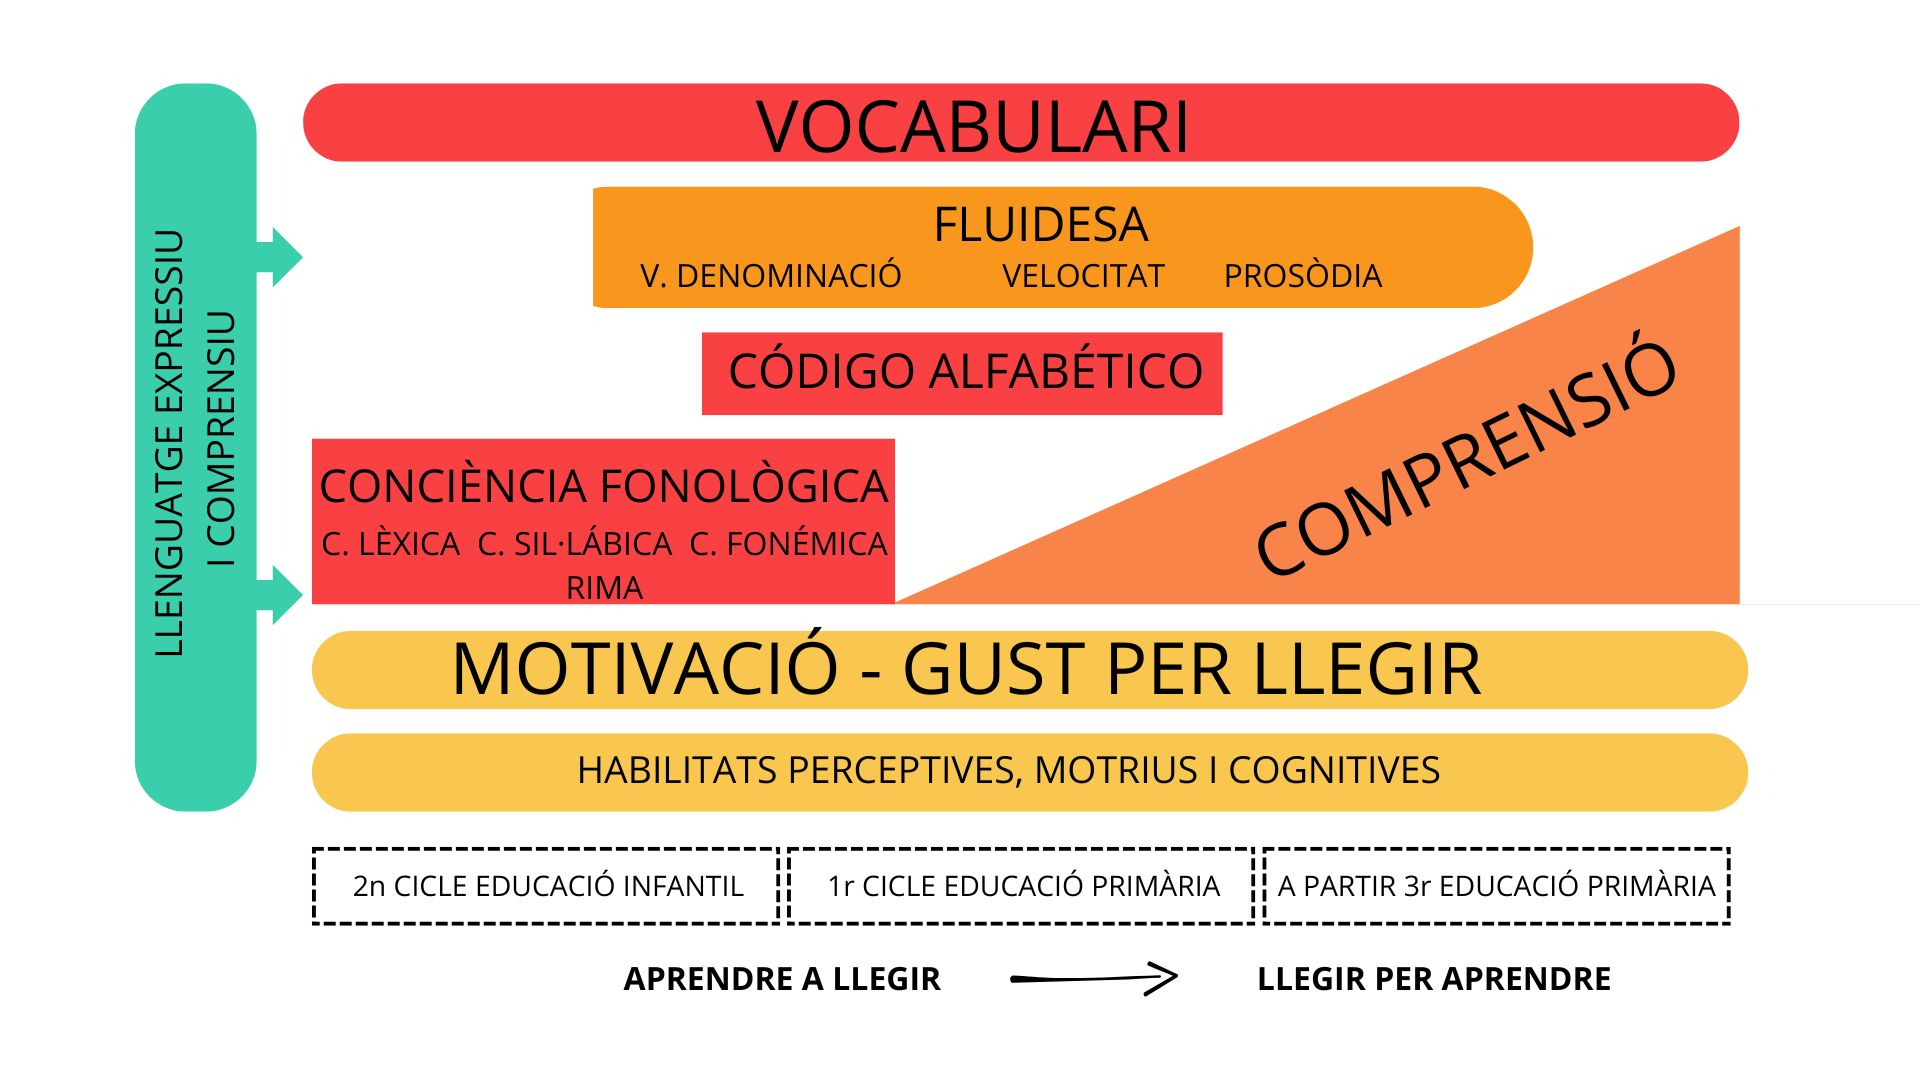 LLENGUATGE EXPRESSIU
I COMPRENSIU
VOCABULARI
FLUIDESA
V. DENOMINACIÓ VELOCITAT PROSÒDIA
CÓDIGO ALFABÉTICO
CONCIÈNCIA FONOLÒGICA
C. LÈXICA C. SIL·LÁBICA C. FONÉMICA
RIMA
COMPRENSIÓ
MOTIVACIÓ - GUST PER LLEGIR
HABILITATS PERCEPTIVES, MOTRIUS I COGNITIVES
2n CICLE EDUCACIÓ INFANTIL
1r CICLE EDUCACIÓ PRIMÀRIA
A PARTIR 3r EDUCACIÓ PRIMÀRIA
APRENDRE A LLEGIR
LLEGIR PER APRENDRE